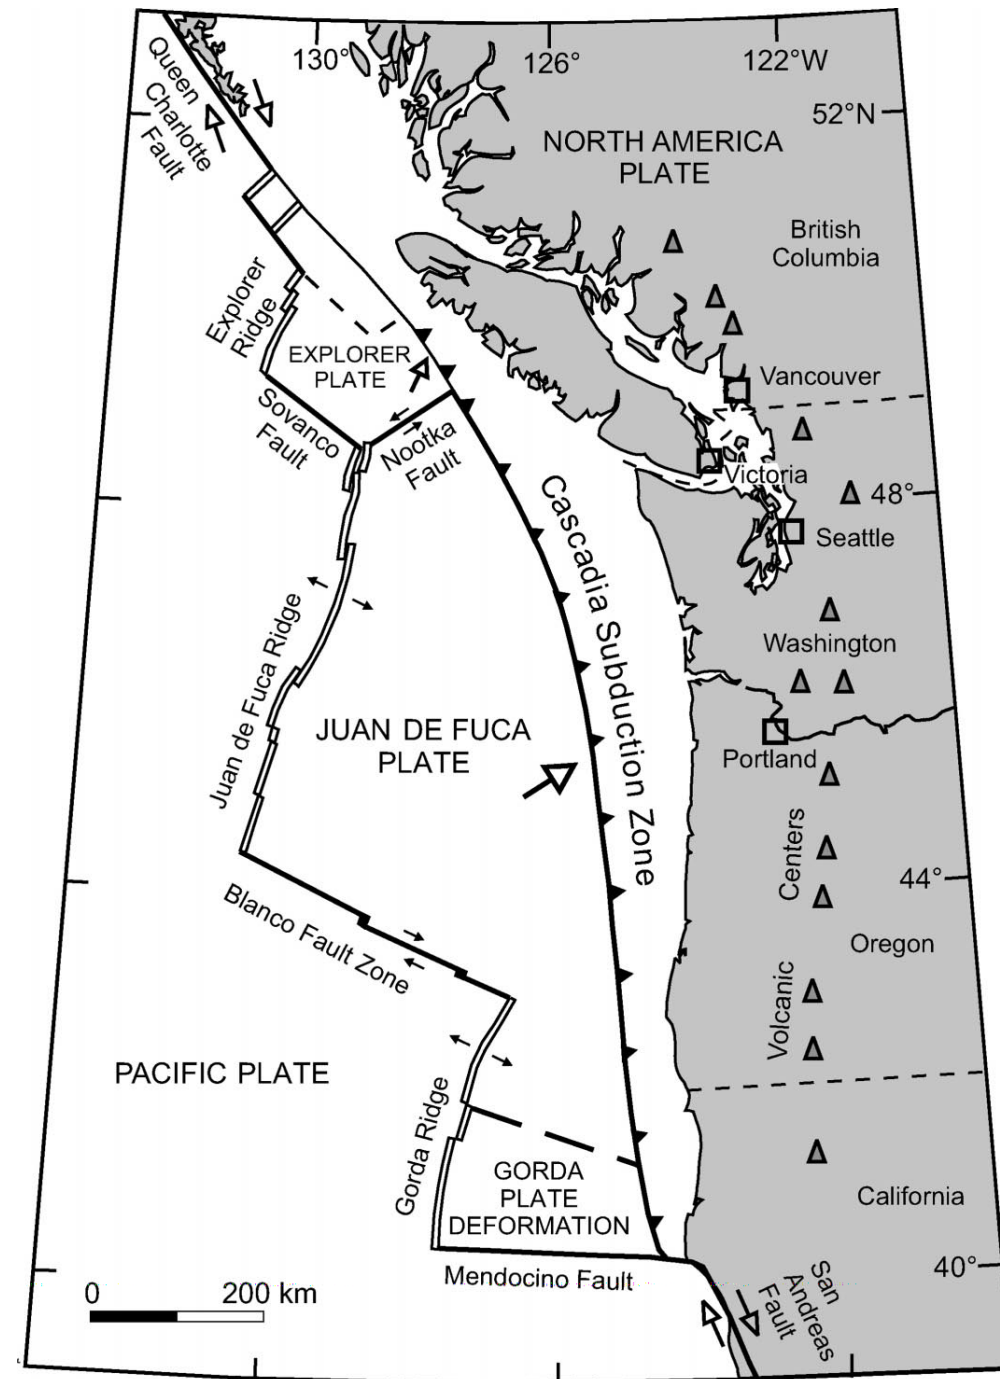 130°
126°
122°W
52°N
Queen
Charlotte
Fault
NORTH AMERICA
PLATE
British
Columbia
Explorer
Ridge
EXPLORER
PLATE
Vancouver
Sovanco
Fault
Nootka
Fault
Victoria
48°
Seattle
Cascadia Subduction Zone
Washington
Juan de Fuca Ridge
JUAN DE FUCA
PLATE
Portland
Centers
44°
Blanco Fault Zone
Oregon
Volcanic
PACIFIC PLATE
Gorda Ridge
GORDA
PLATE
DEFORMATION
California
Mendocino Fault
San
Andreas
Fault
40°
0
200 km